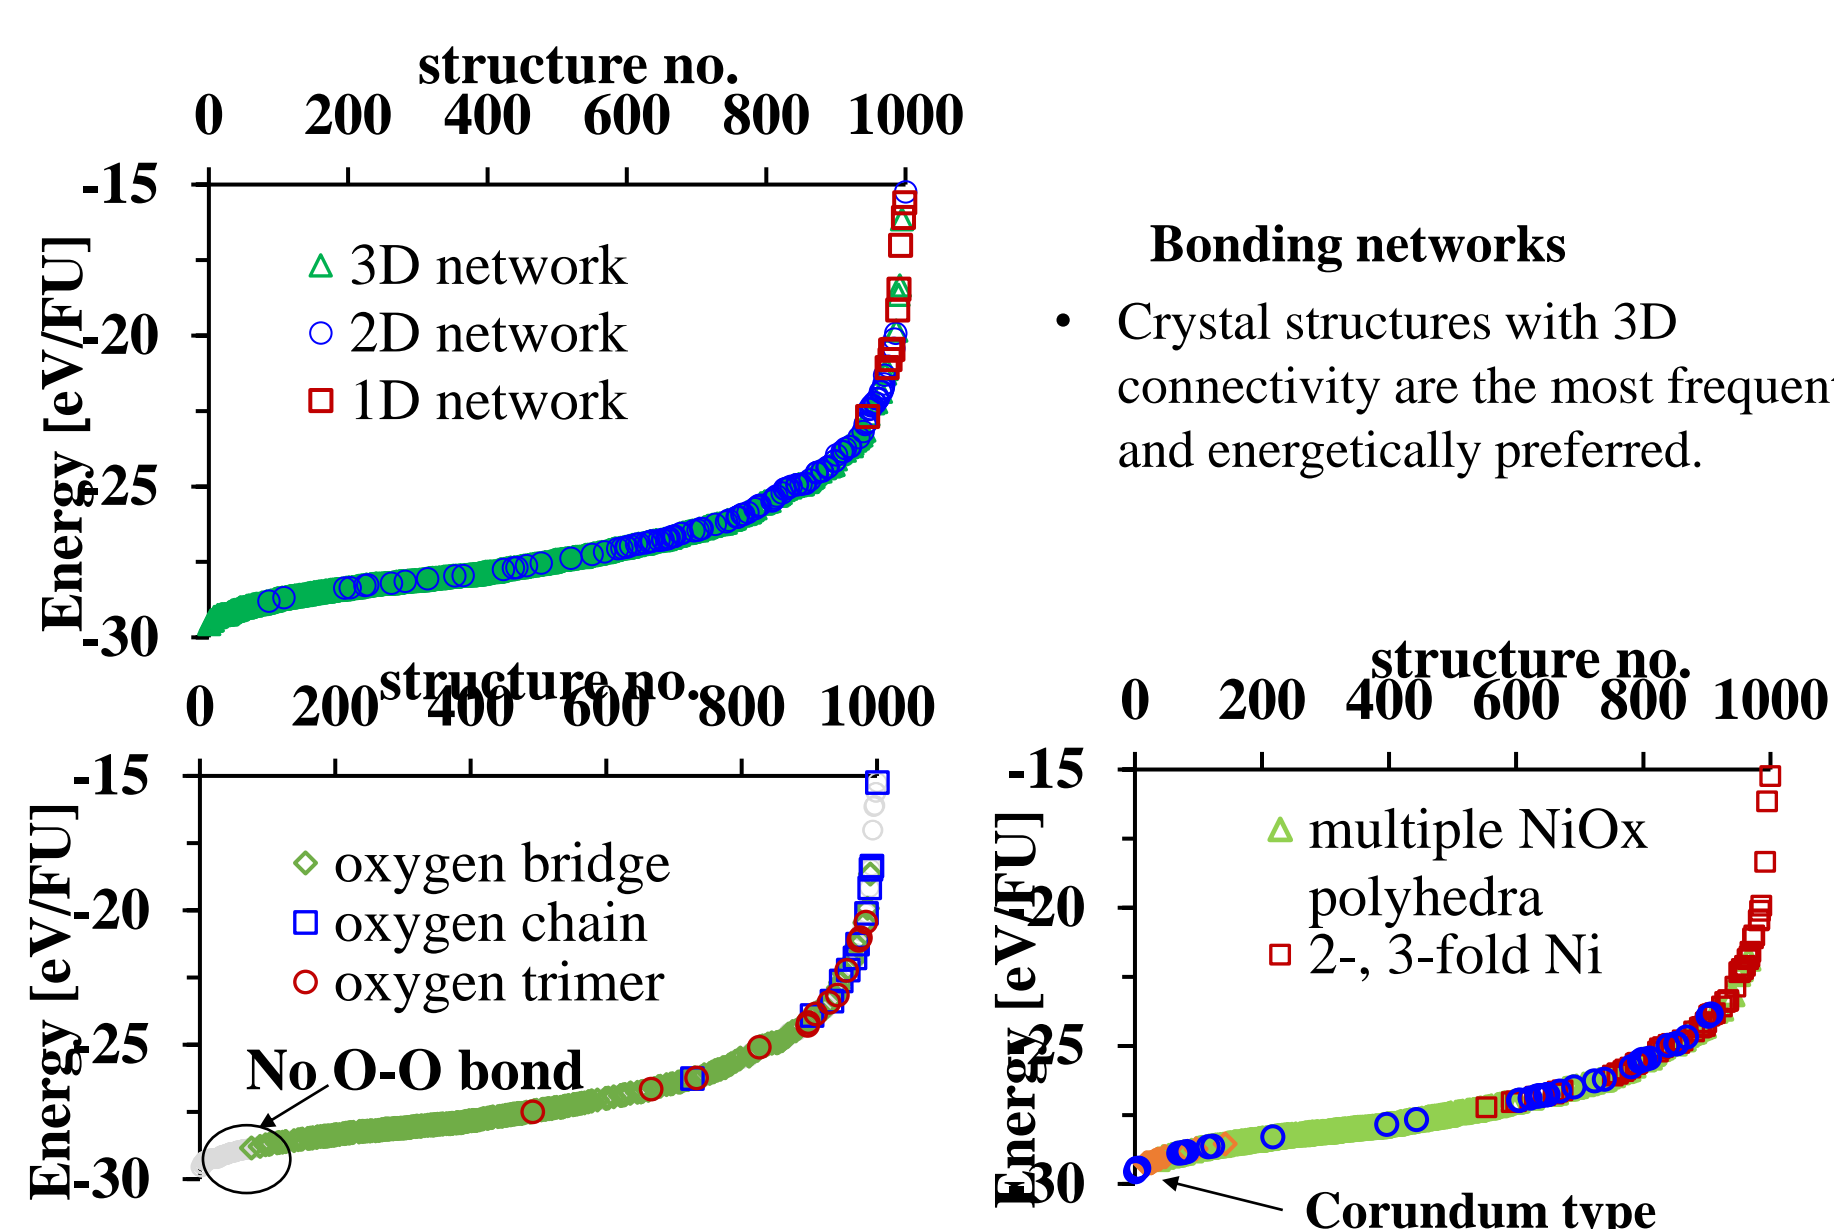 structure no.
0 200 400 600 800 1000
-15
-20
-25
-30
Energy [eV/FU]
3D network
2D network
1D network
Bonding networks
• Crystal structures with 3D
connectivity are the most frequent
and energetically preferred.
structure no.
0 200 400 600 800 1000
-15
-20
-25
-30
Energy [eV/FU]
oxygen bridge
oxygen chain
oxygen trimer
No O-O bond
structure no.
0 200 400 600 800 1000
-15
-20
-25
-30
Energy [eV/FU]
multiple NiOx
polyhedra
2-, 3-fold Ni
Corundum type